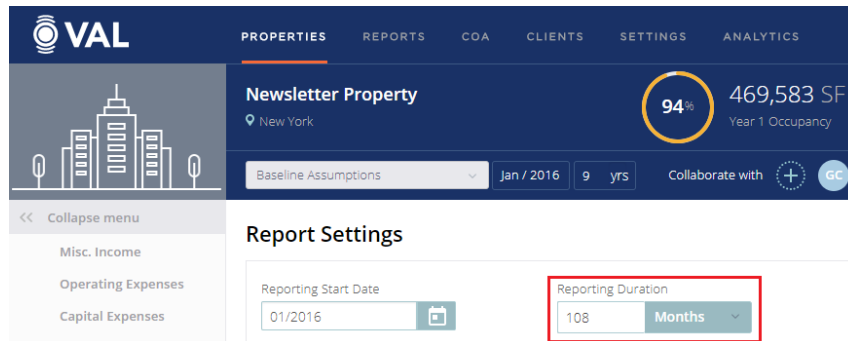 VAL
PROPERTIES REPORTS COA CLIENTS SETTINGS ANALYTICS
Newsletter Property
New York
94%
469,583 SF
Year 1 Occupancy
Baseline Assumptions
Jan / 2016
9 yrs
Collaborate with
GC
Collapse menu
Misc. Income
Operating Expenses
Capital Expenses
Report Settings
Reporting Start Date
01/2016
Reporting Duration
108 Months